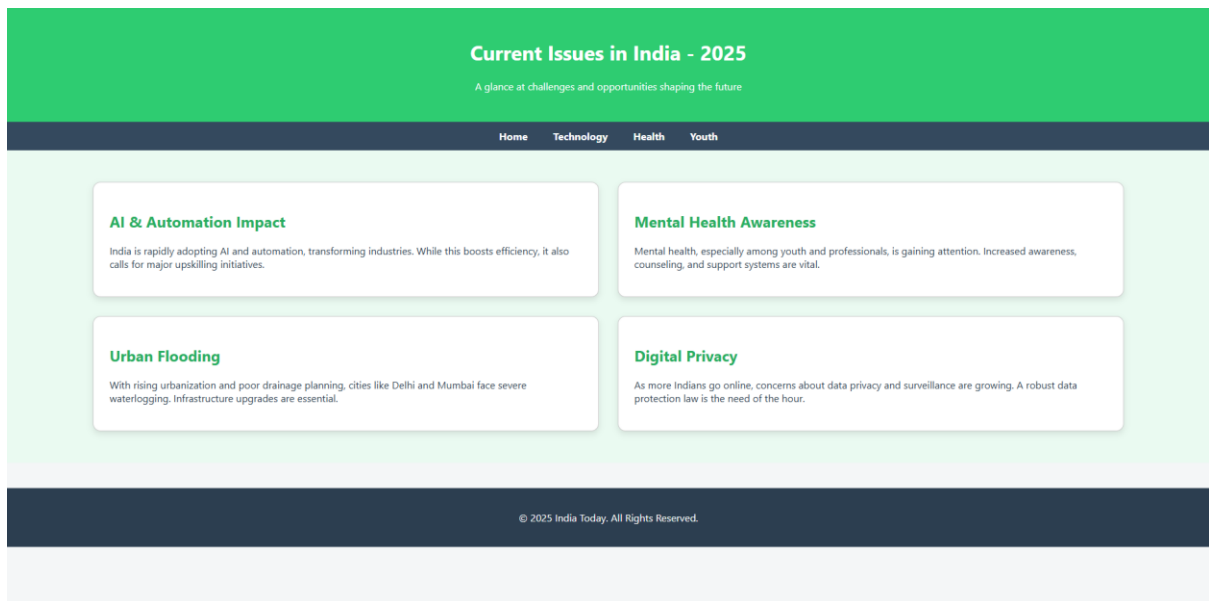 Current Issues in India - 2025
A glance at challenges and opportunities shaping the future
Home Technology Health Youth
AI & Automation Impact
India is rapidly adopting AI and automation, transforming industries. While this boosts efficiency, it also
calls for major upskilling initiatives.
Mental Health Awareness
Mental health, especially among youth and professionals, is gaining attention. Increased awareness,
counseling, and support systems are vital.
Urban Flooding
With rising urbanization and poor drainage planning, cities like Delhi and Mumbai face severe
waterlogging. Infrastructure upgrades are essential.
Digital Privacy
As more Indians go online, concerns about data privacy and surveillance are growing. A robust data
protection law is the need of the hour.
© 2025 India Today. All Rights Reserved.